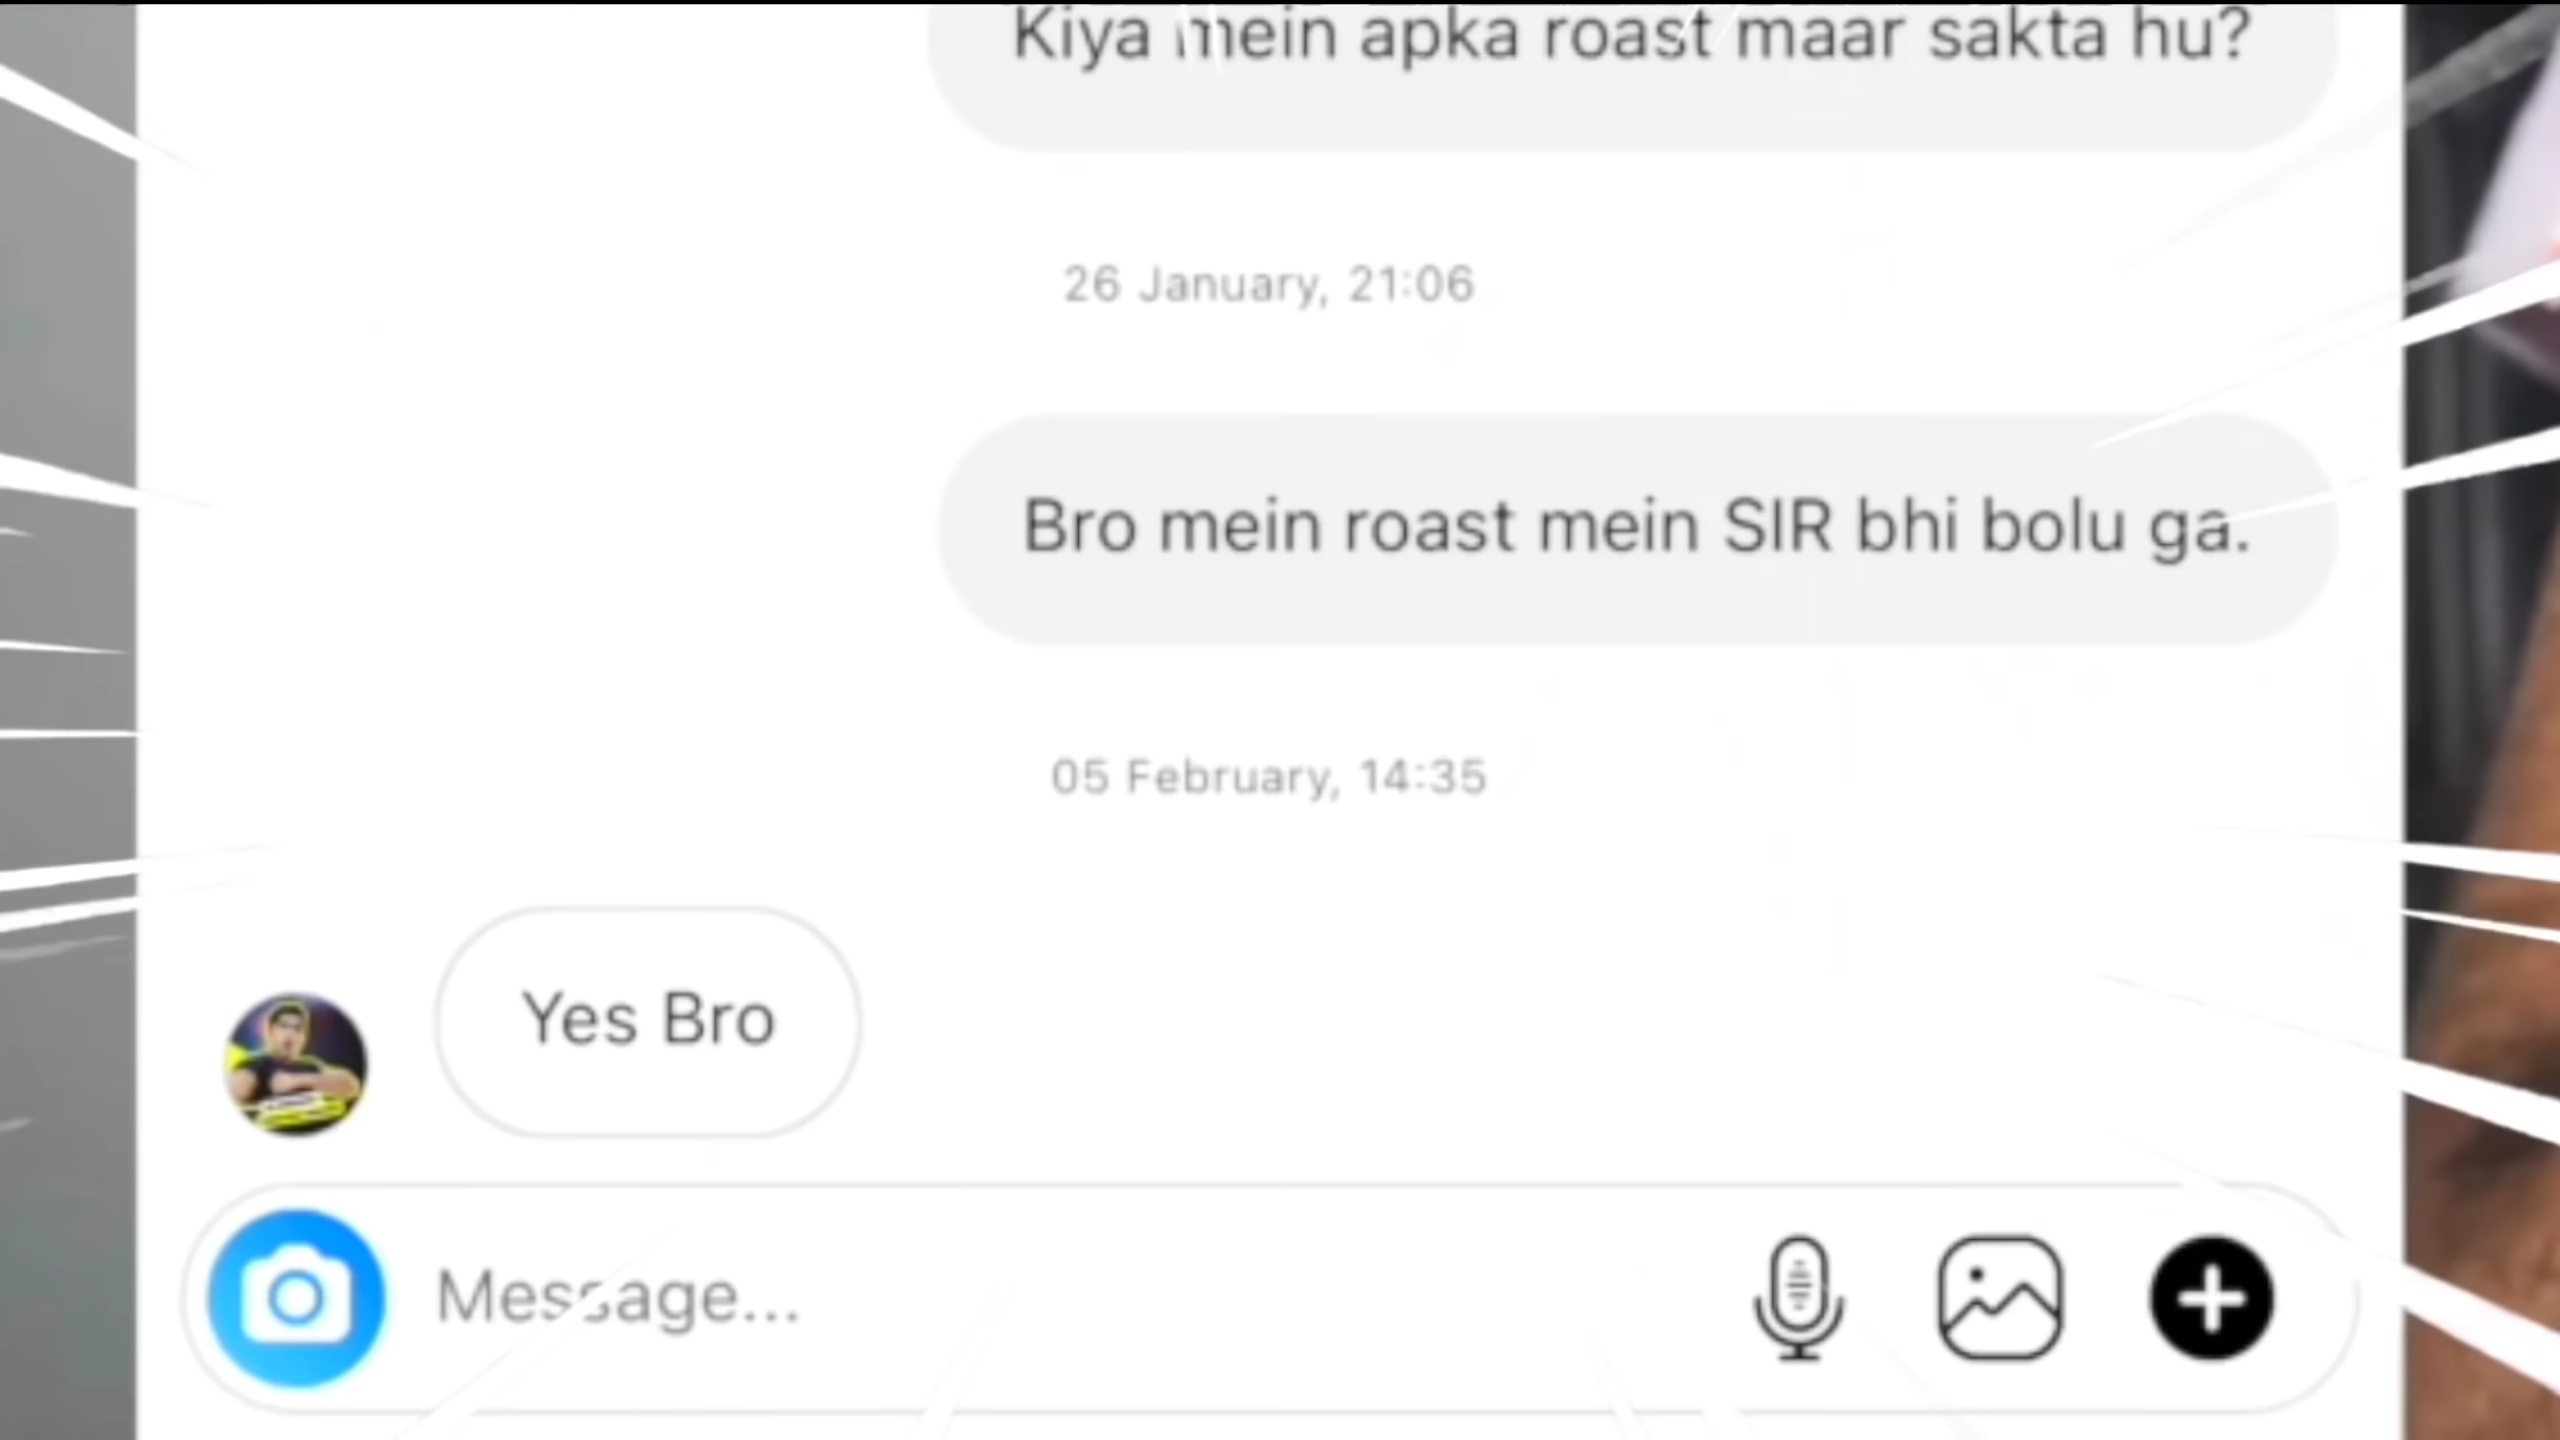 Kiya mein apka roast maar sakta hu?
26 January, 21:06
Bro mein roast mein SIR bhi bolu ga.
05 February, 14:35
Yes Bro
Message...